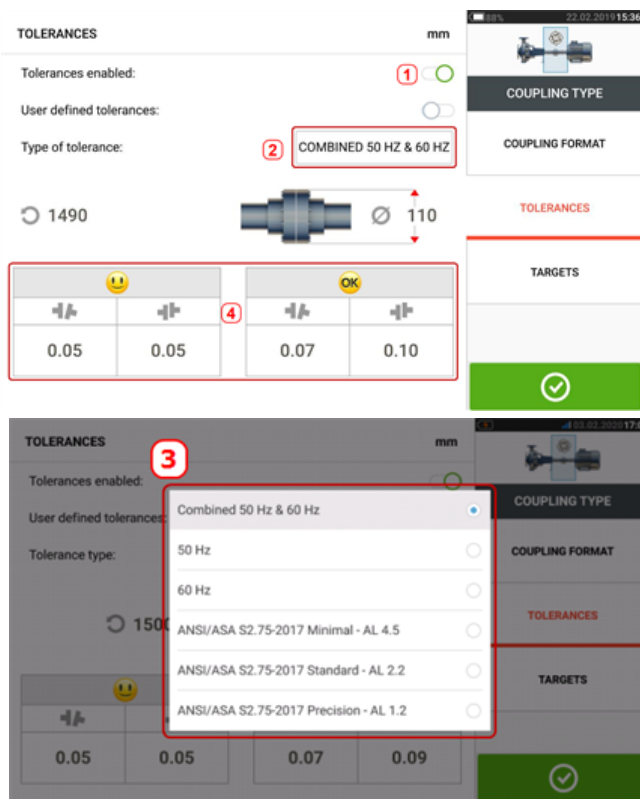 88% 22.02.2019 15:36
TOLERANCES mm
Tolerances enabled: 1
COUPLING TYPE
User defined tolerances:
Type of tolerance: 2 COMBINED 50 HZ & 60 HZ
COUPLING FORMAT
1490 110
TOLERANCES
TARGETS
OK
4
0.05 0.05 0.07 0.10
03.02.2020
TOLERANCES mm
3
Tolerances enabled:
COUPLING TYPE
User defined tolerances:
Combined 50 Hz & 60 Hz
Tolerance type:
50 Hz
COUPLING FORMAT
60 Hz
150
ANSI/ASA S2.75-2017 Minimal - AL 4.5
TOLERANCES
ANSI/ASA S2.75-2017 Standard - AL 2.2
TARGETS
ANSI/ASA S2.75-2017 Precision - AL 1.2
0.05 0.05 0.07 0.09